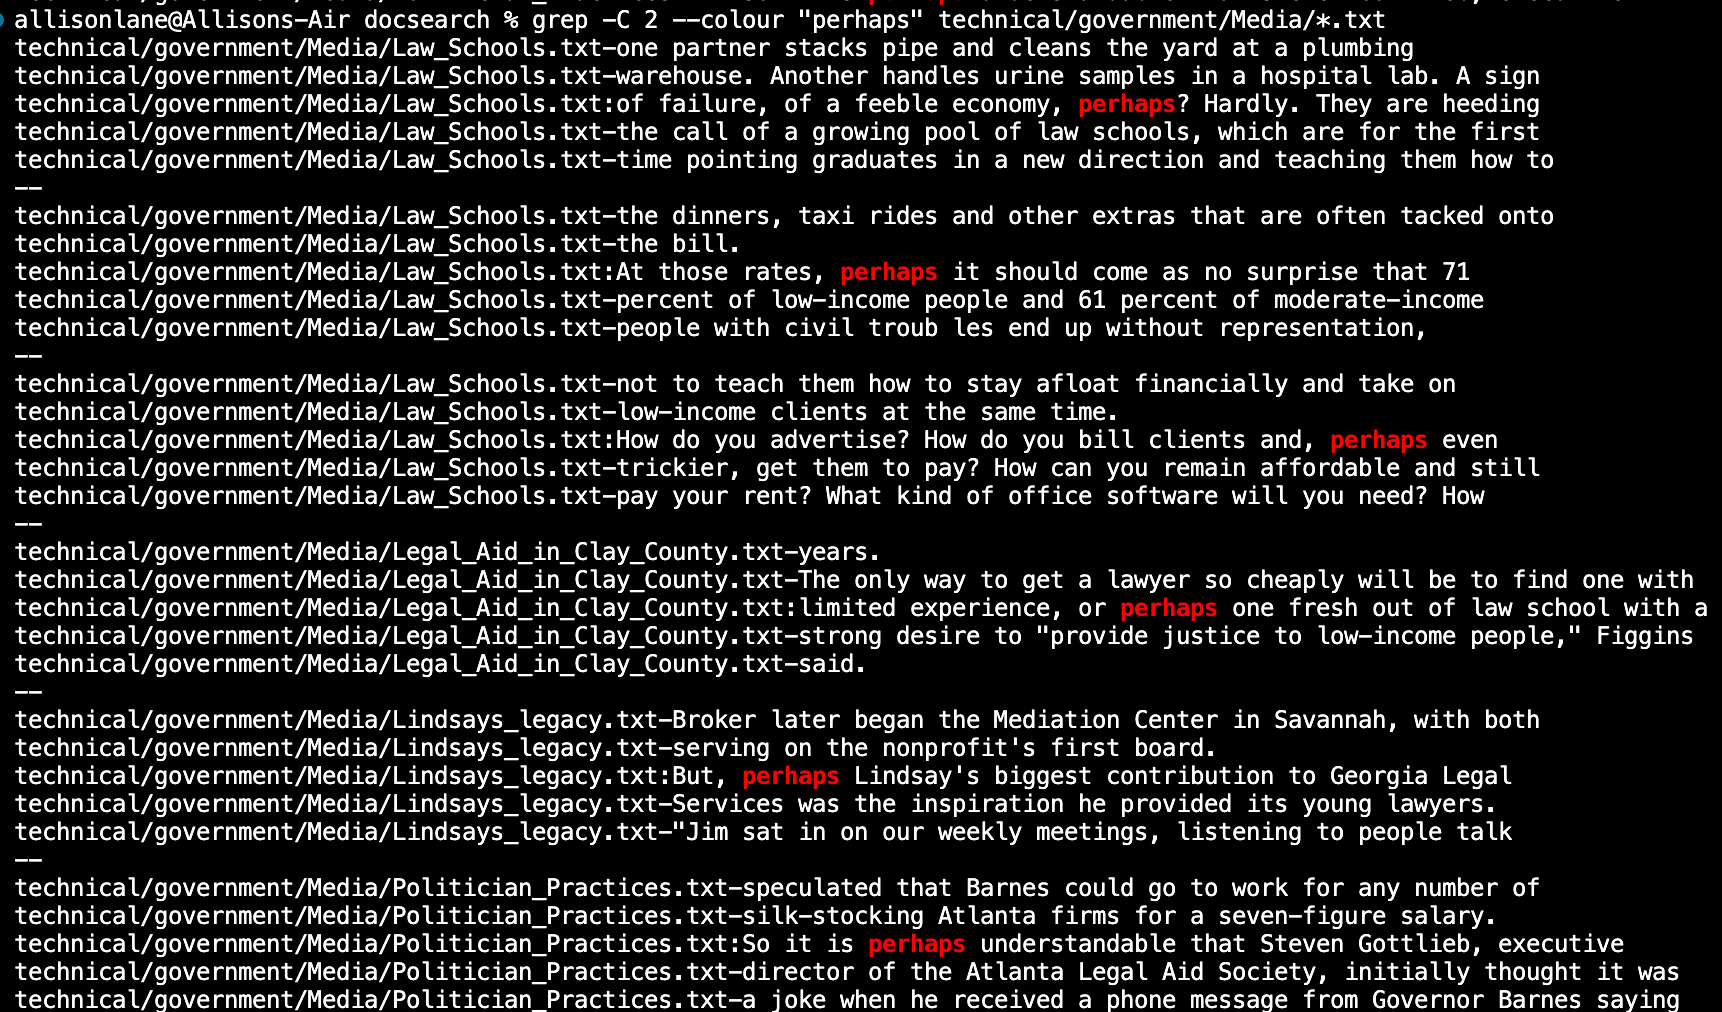 perhaps
allisonlane@Allisons-Air docsearch % grep -C 2 --colour "perhaps" technical/government/Media/*.txt
technical/government/Media/Law_Schools.txt-one partner stacks pipe and cleans the yard at a plumbing
technical/government/Media/Law_Schools.txt-warehouse. Another handles urine samples in a hospital lab. A sign
technical/government/Media/Law_Schools.txt:of failure, of a feeble economy, perhaps? Hardly. They are heeding
technical/government/Media/Law_Schools.txt-the call of a growing pool of law schools, which are for the first
technical/government/Media/Law_Schools.txt-time pointing graduates in a new direction and teaching them how to
--
technical/government/Media/Law_Schools.txt-the dinners, taxi rides and other extras that are often tacked onto
technical/government/Media/Law_Schools.txt-the bill.
technical/government/Media/Law_Schools.txt:At those rates, perhaps it should come as no surprise that 71
technical/government/Media/Law_Schools.txt-percent of low-income people and 61 percent of moderate-income
technical/government/Media/Law_Schools.txt-people with civil troub les end up without representation,
--
technical/government/Media/Law_Schools.txt-not to teach them how to stay afloat financially and take on
technical/government/Media/Law_Schools.txt-low-income clients at the same time.
technical/government/Media/Law_Schools.txt:How do you advertise? How do you bill clients and, perhaps even
technical/government/Media/Law_Schools.txt-trickier, get them to pay? How can you remain affordable and still
technical/government/Media/Law_Schools.txt-pay your rent? What kind of office software will you need? How
--
technical/government/Media/Legal_Aid_in_Clay_County.txt-years.
technical/government/Media/Legal_Aid_in_Clay_County.txt-The only way to get a lawyer so cheaply will be to find one with
technical/government/Media/Legal_Aid_in_Clay_County.txt:limited experience, or perhaps one fresh out of law school with a
technical/government/Media/Legal_Aid_in_Clay_County.txt-strong desire to "provide justice to low-income people," Figgins
technical/government/Media/Legal_Aid_in_Clay_County.txt-said.
--
technical/government/Media/Lindsays_legacy.txt-Broker later began the Mediation Center in Savannah, with both
technical/government/Media/Lindsays_legacy.txt-serving on the nonprofit's first board.
technical/government/Media/Lindsays_legacy.txt:But, perhaps Lindsay's biggest contribution to Georgia Legal
technical/government/Media/Lindsays_legacy.txt-Services was the inspiration he provided its young lawyers.
technical/government/Media/Lindsays_legacy.txt-"Jim sat in on our weekly meetings, listening to people talk
--
technical/government/Media/Politician_Practices.txt-speculated that Barnes could go to work for any number of
technical/government/Media/Politician_Practices.txt-silk-stocking Atlanta firms for a seven-figure salary.
technical/government/Media/Politician_Practices.txt:So it is perhaps understandable that Steven Gottlieb, executive
technical/government/Media/Politician_Practices.txt-director of the Atlanta Legal Aid Society, initially thought it was
technical/government/Media/Politician_Practices.txt-a joke when he received a phone message from Governor Barnes saying